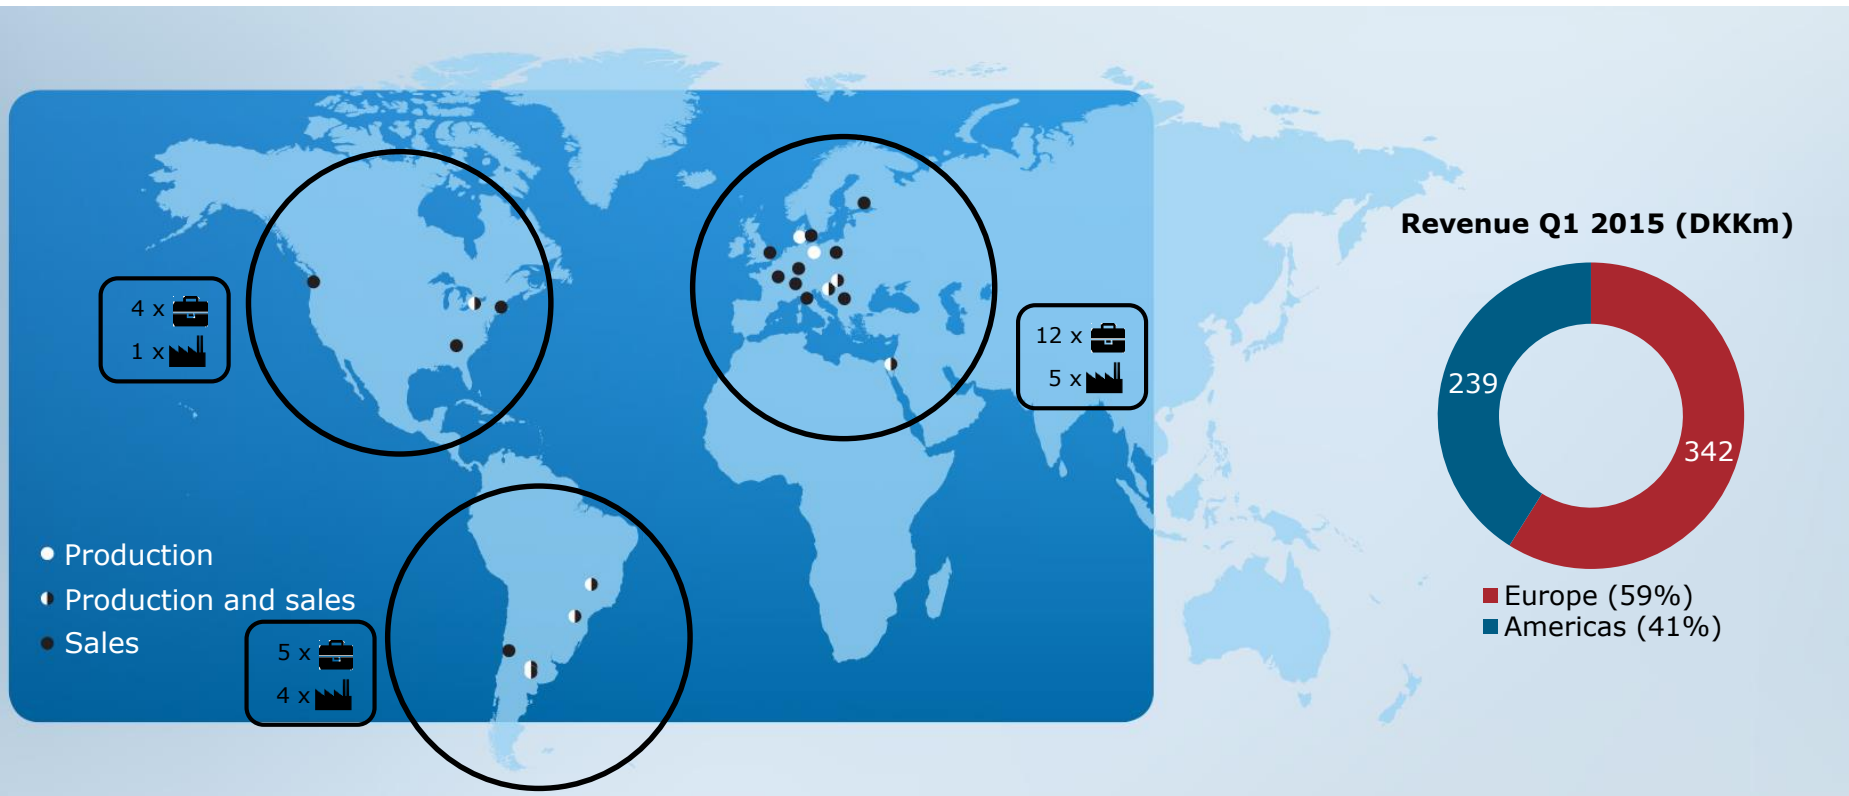 Revenue Q1 2015 (DKKm)
4 x
1 x
12 x
5 x
239
342
Production
Production and sales
Sales
5 x
4 x
Europe (59%)
Americas (41%)